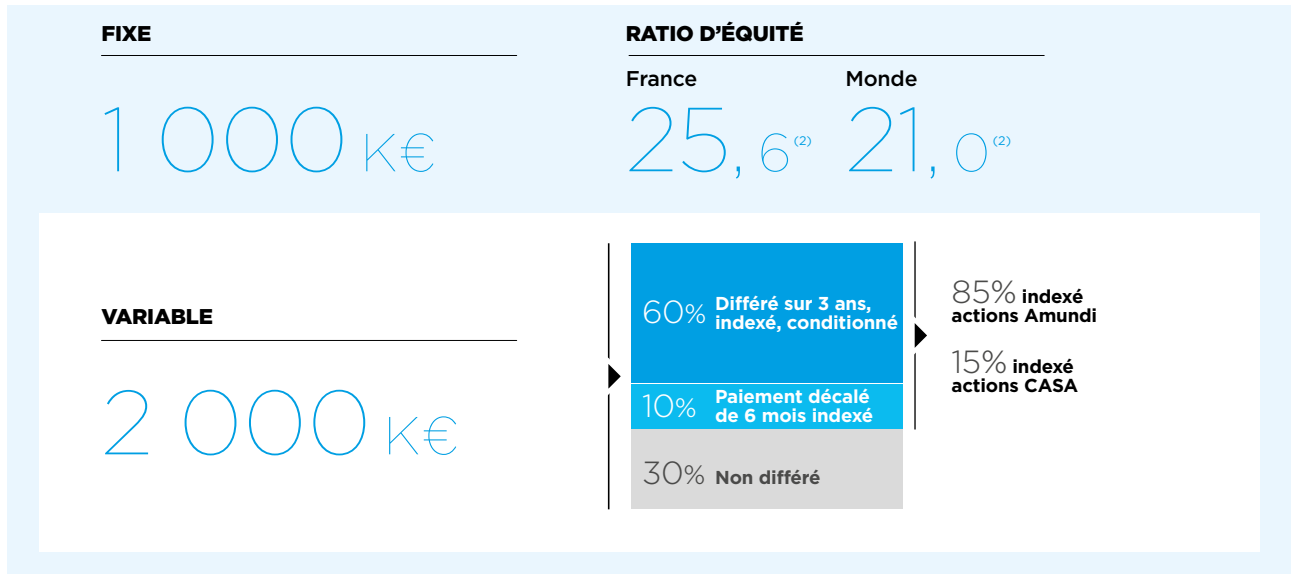 FIXE
1 000 K€
RATIO D’ÉQUITÉ
France
25,6(2)
Monde
21,0(2)
VARIABLE
2 000 K€
60% Différé sur 3 ans,
indexé, conditionné
10% Paiement décalé
de 6 mois indexé
30% Non différé
85% indexé
actions Amundi
15% indexé
actions CASA